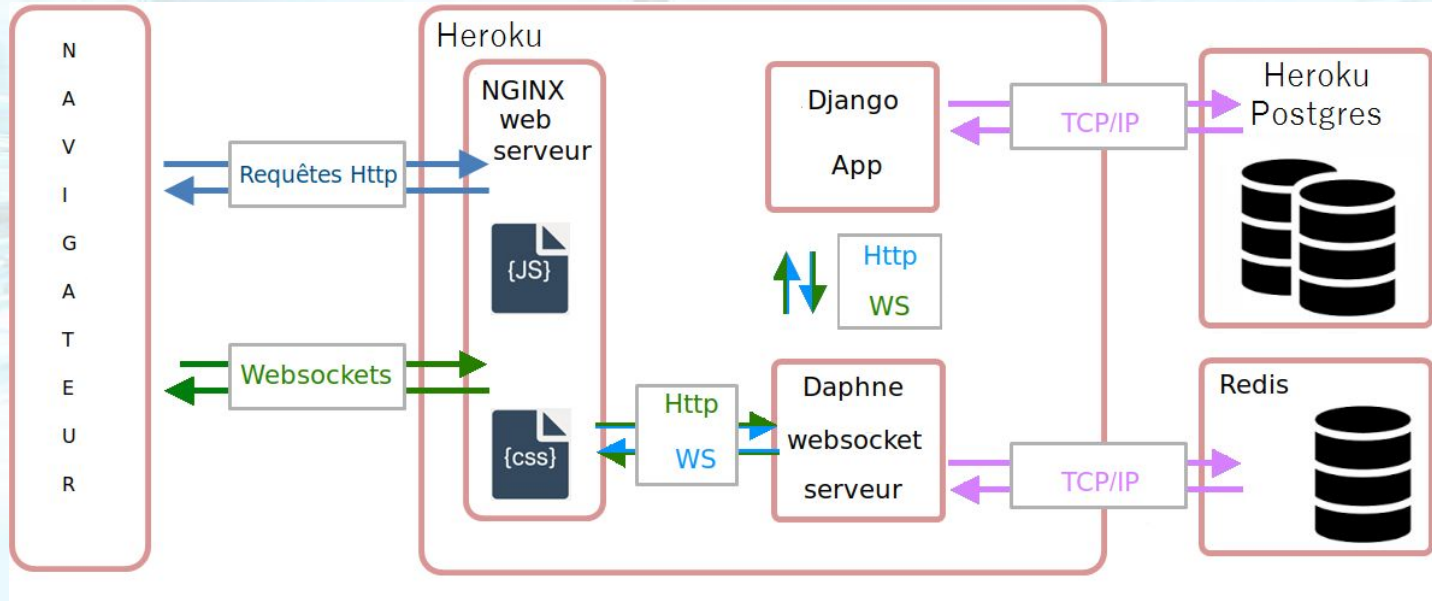 N
A
V
I
G
A
T
E
U
R
Requêtes Http
Websockets
Heroku
NGINX
web
serveur
{JS}
{css}
Http
WS
Django
App
Http
WS
Daphne
websocket
serveur
TCP/IP
TCP/IP
Heroku
Postgres
Redis